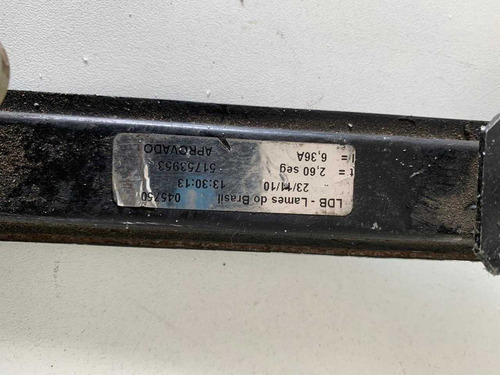 LDB - Lames do Brasil 045750
23/11/10 13:30:13
t = 2,60 seg 51753953
I= 6,36A APROVADO